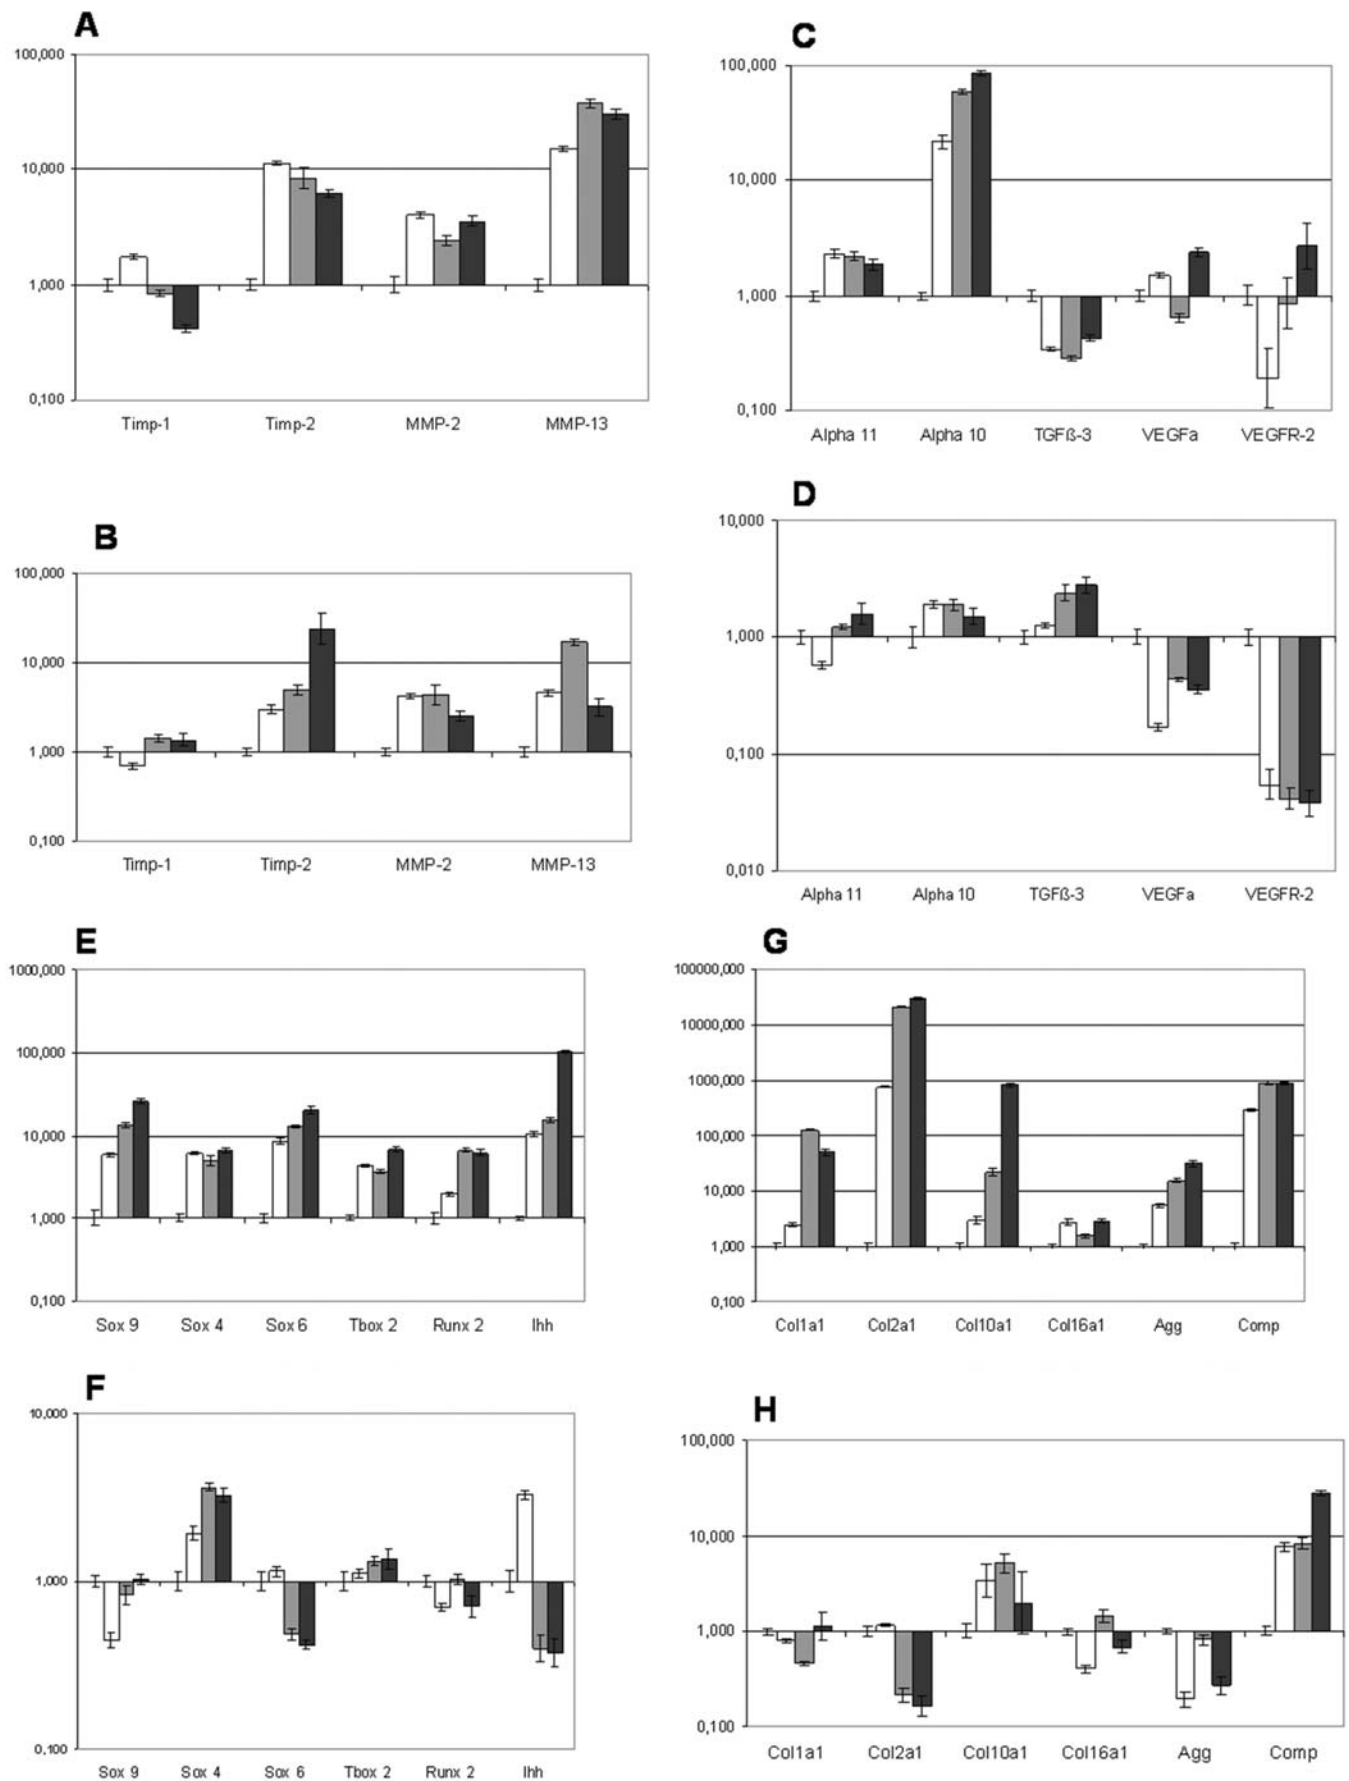 A
100,000
10,000
1,000
0,100
Timp-1 Timp-2 MMP-2 MMP-13
C
100,000
10,000
1,000
0,100
Alpha 11 Alpha 10 TGFß-3 VEGFa VEGFR-2
B
100,000
10,000
1,000
0,100
Timp-1 Timp-2 MMP-2 MMP-13
D
10,000
1,000
0,100
0,010
Alpha 11 Alpha 10 TGFß-3 VEGFa VEGFR-2
E
1000,000
100,000
10,000
1,000
0,100
Sox 9 Sox 4 Sox 6 Tbox 2 Runx 2 Ihh
G
100000,000
10000,000
1000,000
100,000
10,000
1,000
0,100
Col1a1 Col2a1 Col10a1 Col16a1 Agg Comp
F
10,000
1,000
0,100
Sox 9 Sox 4 Sox 6 Tbox 2 Runx 2 Ihh
H
100,000
10,000
1,000
0,100
Col1a1 Col2a1 Col10a1 Col16a1 Agg Comp